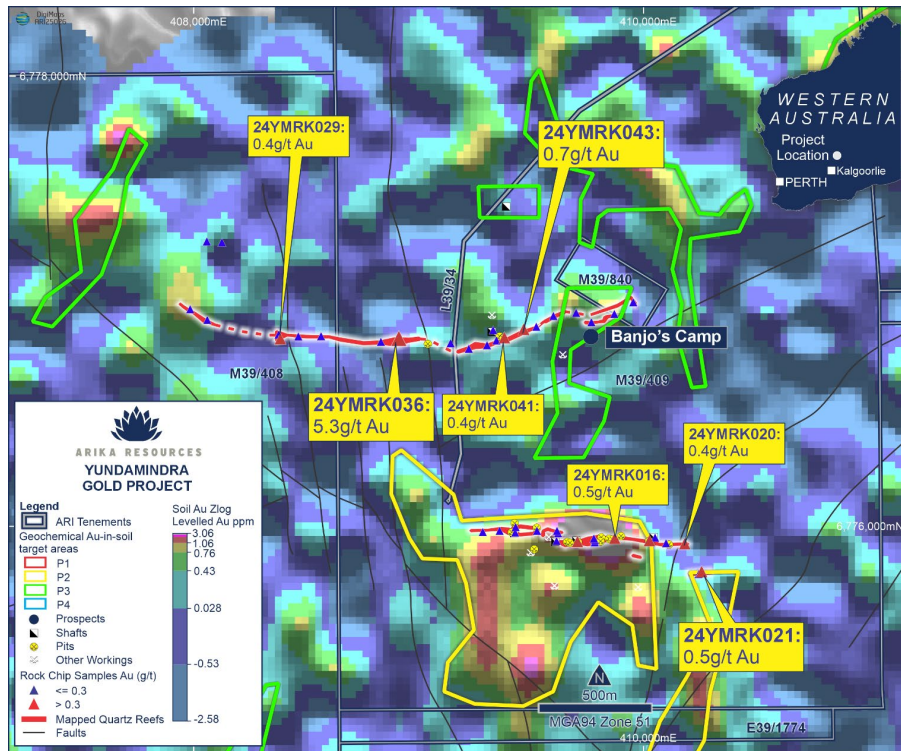 DigiMaps
ARIZ5026
408,000mE
410,000mE
6,778,000mN
24YMRK029:
0.4g/t Au
24YMRK043:
0.7g/t Au
WESTERN
AUSTRALIA
Project
Location
Kalgoorlie
PERTH
L39/34
M39/840
Banjo's Camp
M39/408
M39/409
24YMRK036:
5.3g/t Au
24YMRK041:
0.4g/t Au
24YMRK020:
0.4g/t Au
24YMRK016:
0.5g/t Au
6,776,000mN
24YMRK021:
0.5g/t Au
ARIKA RESOURCES
YUNDAMINDRA
GOLD PROJECT
Legend
ARI Tenements
Geochemical Au-in-soil
target areas
P1
P2
P3
P4
Prospects
Shafts
Pits
Other Workings
Rock Chip Samples Au (g/t)
<= 0.3
> 0.3
Mapped Quartz Reefs
Faults
Soil Au Zlog
Levelled Au ppm
3.06
1.06
0.76
0.43
0.028
-0.53
-2.58
N
500m
MGA94 Zone 51
E39/1774
410,000mE